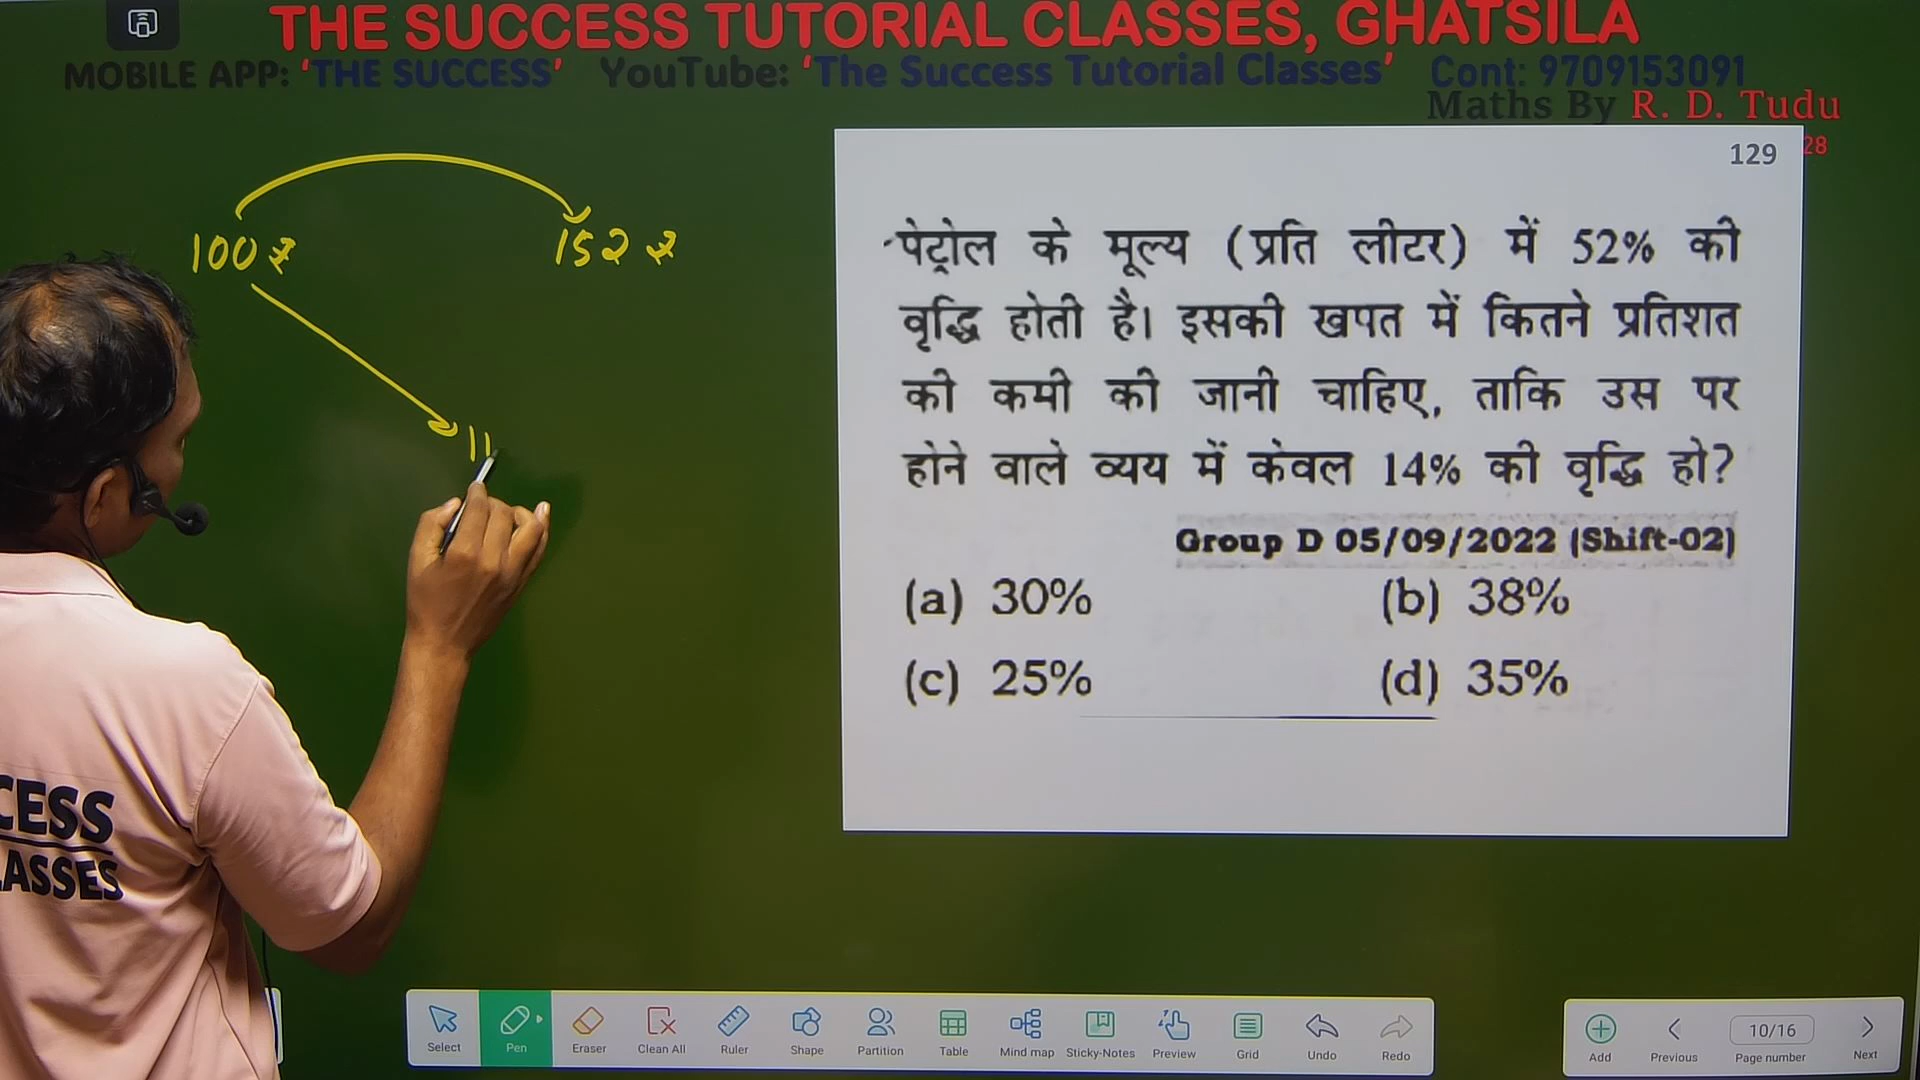 THE SUCCESS TUTORIAL CLASSES, GHATSILA
MOBILE APP: 'THE SUCCESS' YouTube: 'The Success Tutorial Classes' Cont: 9709153091
Maths By R. D. Tudu
28
129
पेट्रोल के मूल्य (प्रति लीटर) में 52% की
वृद्धि होती है। इसकी खपत में कितने प्रतिशत
की कमी की जानी चाहिए, ताकि उस पर
होने वाले व्यय में केवल 14% की वृद्धि हो?
Group D 05/09/2022 (Shift-02)
(a) 30% (b) 38%
(c) 25% (d) 35%
100 ₹ 152 ₹
11
CESS
LASSES
Select Pen Eraser Clean All Ruler Shape Partition Table Mind map Sticky-Notes Preview Grid Undo Redo
Add Previous 10/16 Page number Next